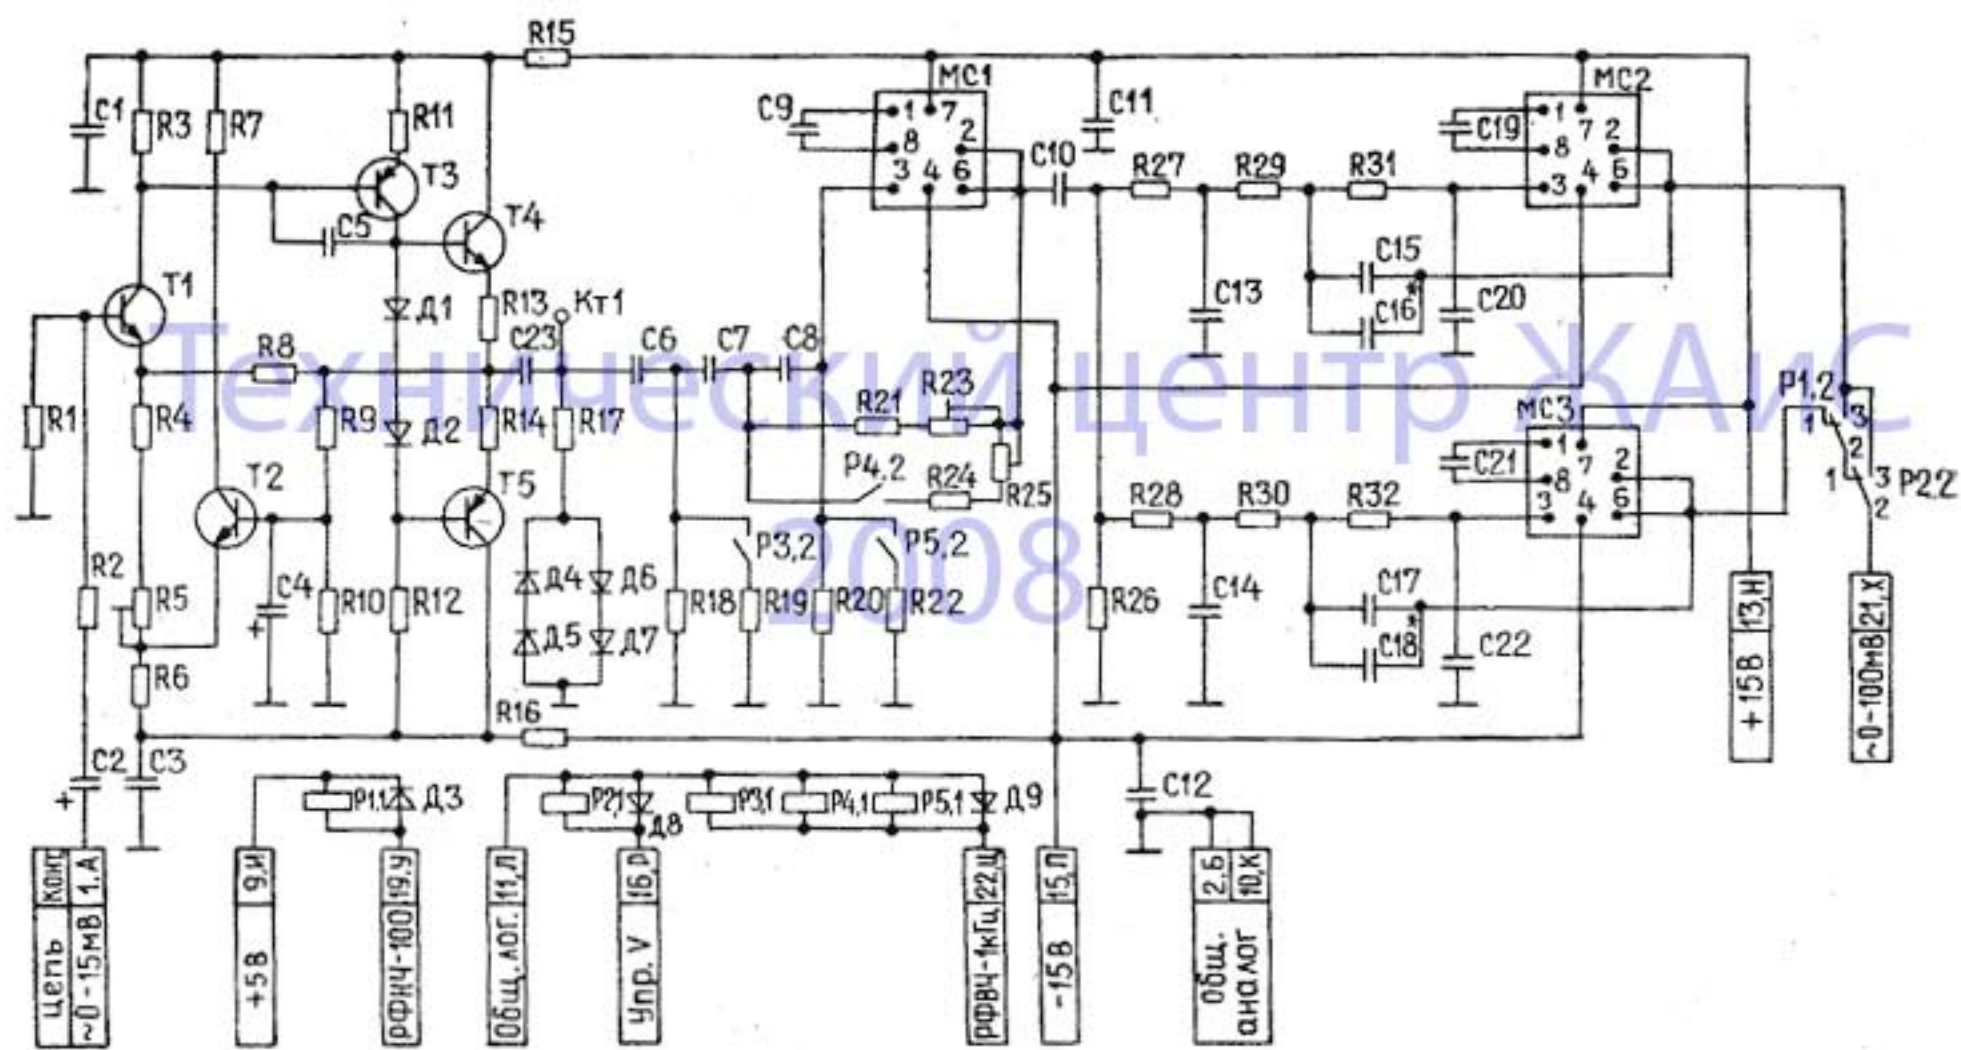 R15
МС1
МС2
C1
R3
R7
R11
C9
1 7
8 2
3 4 6
C11
C19
1
7 2
8
3 4 6
Т3
C10
R27
R29
R31
C5
Т4
Т1
Д1
R13
Кт1
C23
C6
C7
C8
C13
C15
C16*
C20
Технический центр ЖАиС
2008
R8
R1
R4
R9
Д2
R14
R17
R21
R23
МС3
P1.2
1 3
2
1 3
2
P2.2
Т2
Т5
P4.2
R24
R25
C21
1
7 2
8
3 4 6
R28
R30
R32
P3,2
P5,2
R2
R5
C4
+
R10
R12
Д4
Д6
Д5
Д7
R18
R19
R20
R22
R26
C14
C17
C18*
C22
R6
R16
C2
+
C3
P1.1
Д3
P2,1
Д8
P3,1
P4,1
P5,1
Д9
C12
цепь конт
~0-15мВ 1.А
+5В 9,И
РФНЧ-100 19.У
Общ.лог. 11,Л
Упр. V 16,Р
РФВЧ-1кГц 22,Ц
-15В 15,П
Общ. аналог
2,Б
10,К
+15В 13,Н
~0-100мВ 21,Х